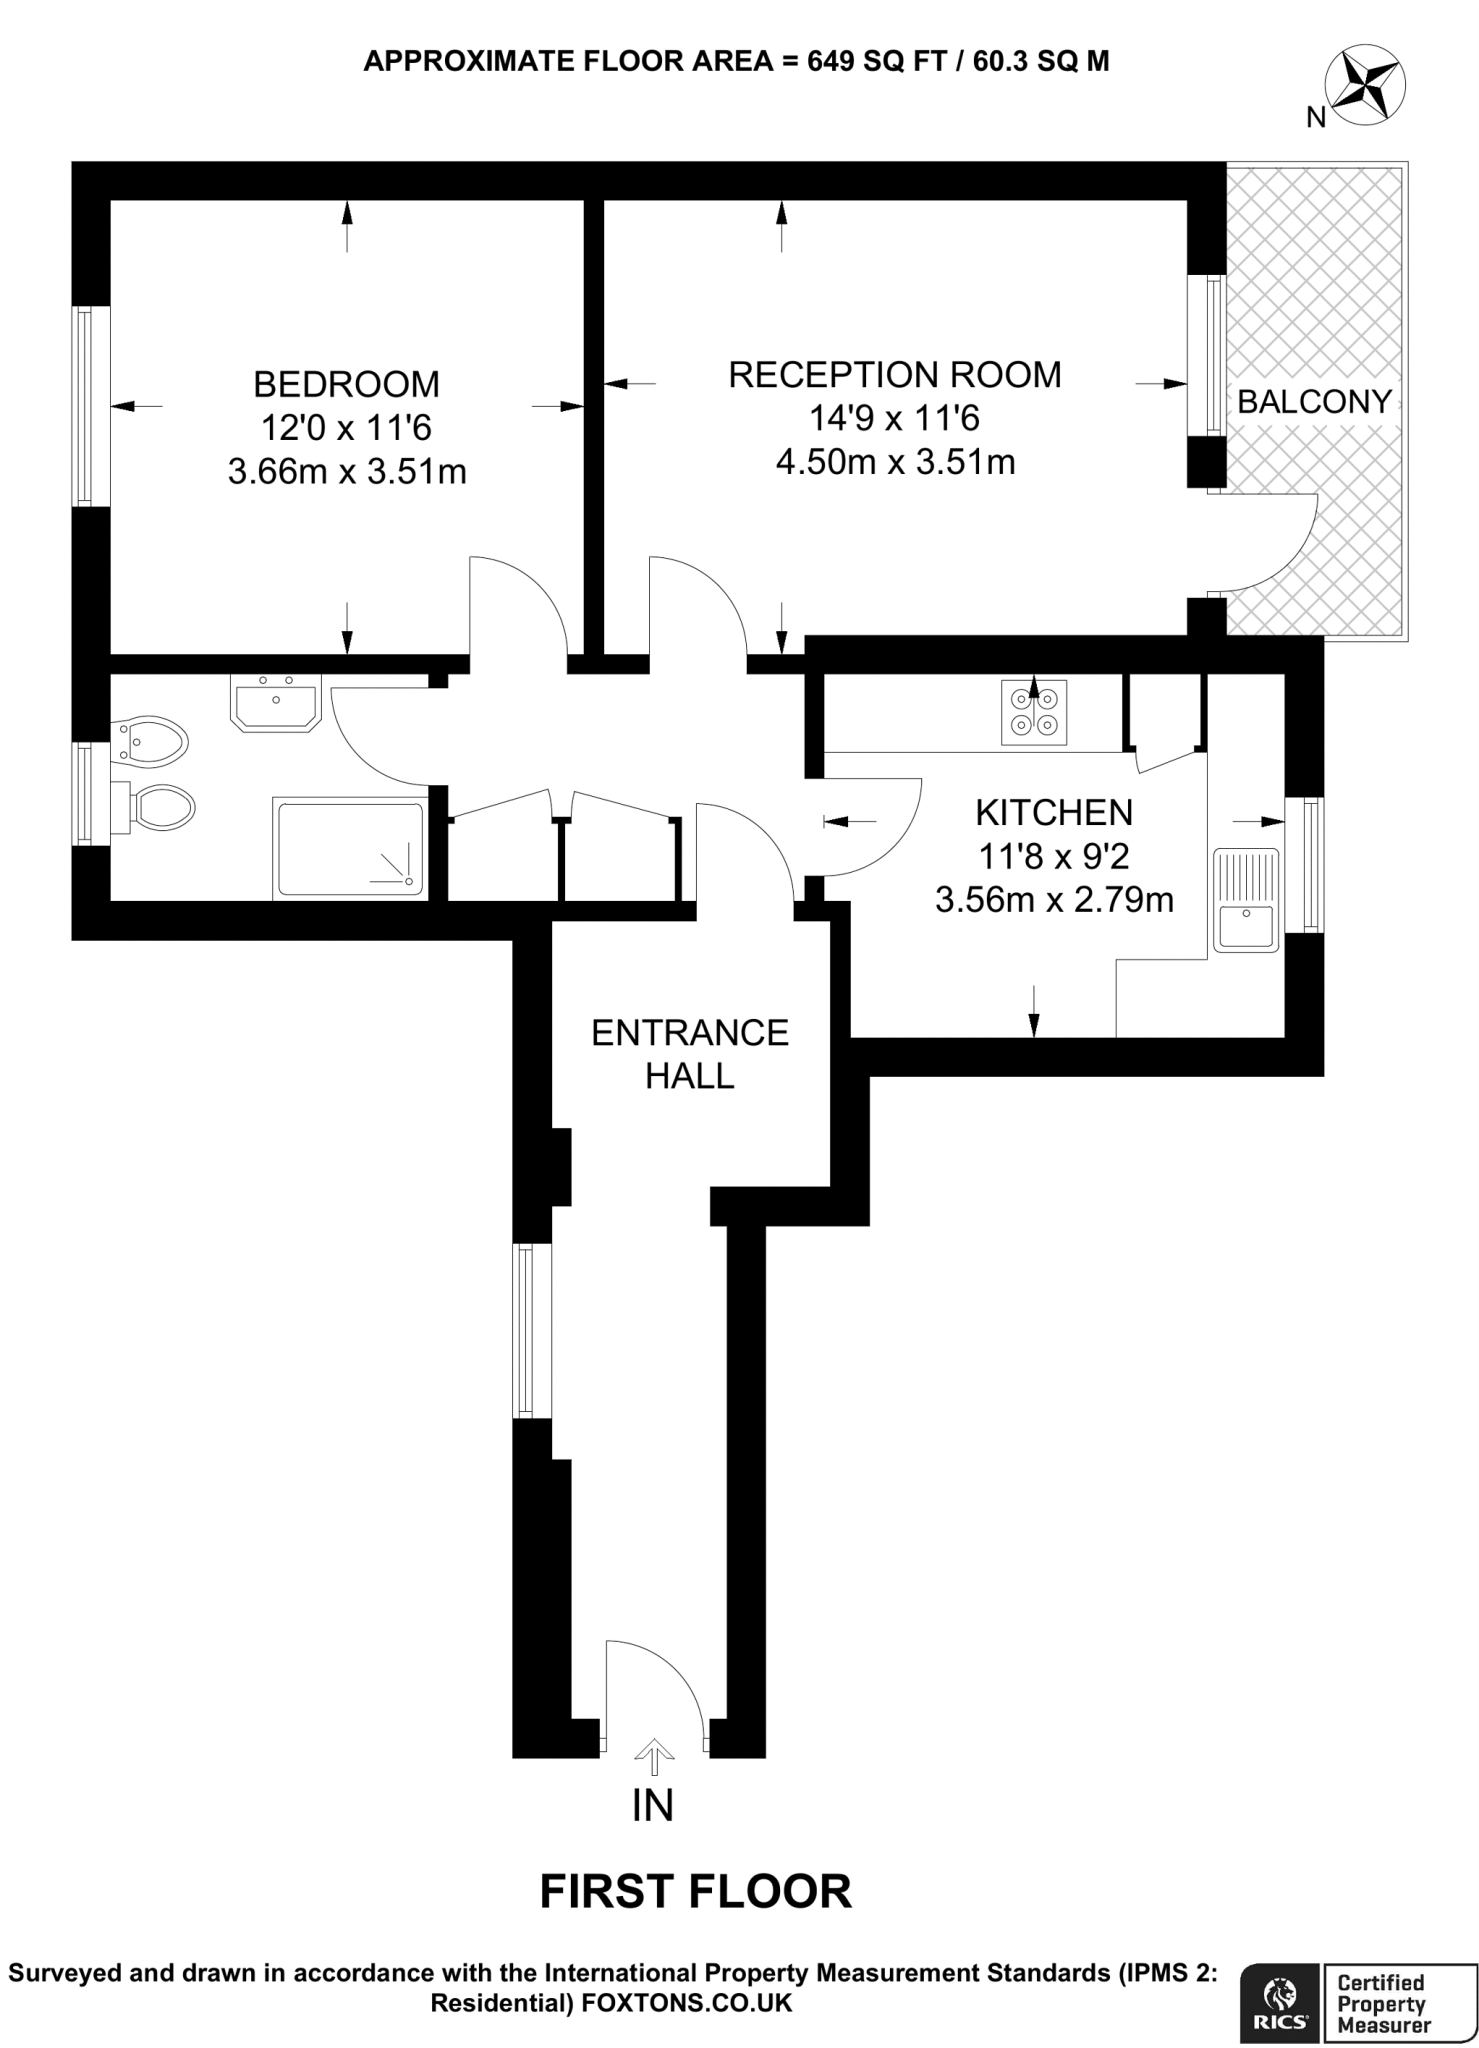 APPROXIMATE FLOOR AREA = 649 SQ FT / 60.3 SQ M
N
BEDROOM
12'0 x 11'6
3.66m x 3.51m
RECEPTION ROOM
14'9 x 11'6
4.50m x 3.51m
BALCONY
KITCHEN
11'8 x 9'2
3.56m x 2.79m
ENTRANCE
HALL
IN
FIRST FLOOR
Surveyed and drawn in accordance with the International Property Measurement Standards (IPMS 2:
Residential) FOXTONS.CO.UK
RICS
Certified
Property
Measurer